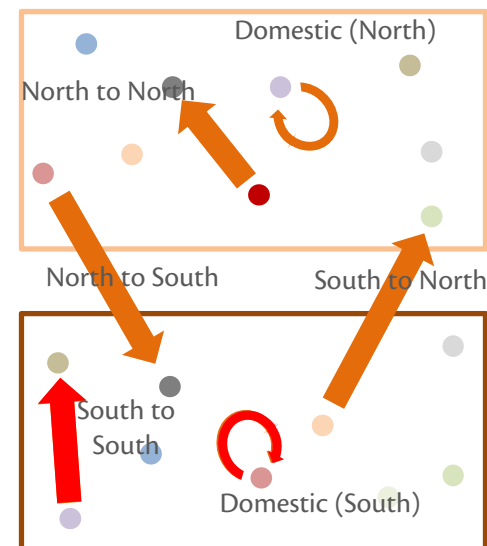 Domestic (North)
North to North
North to South
South to North
South to
South
Domestic (South)